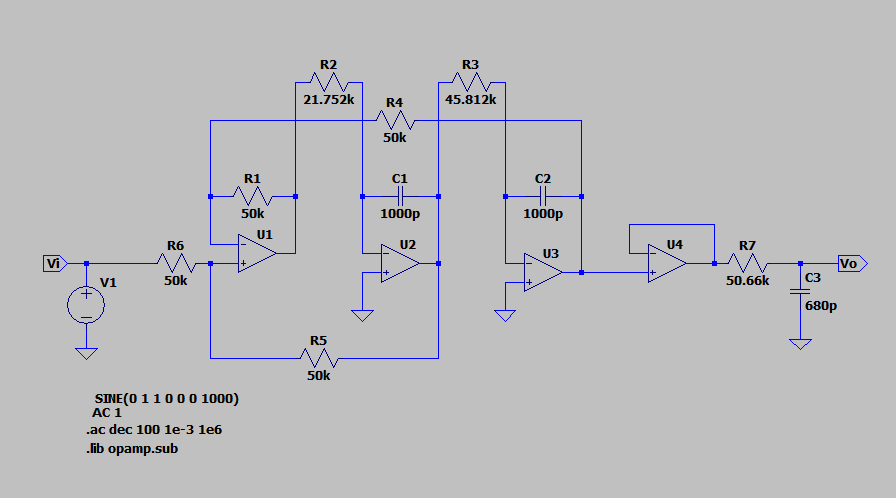 R2
21.752k
R3
45.812k
R4
50k
R1
50k
C1
1000p
C2
1000p
U1
U2
U3
U4
R6
50k
R7
50.66k
Vi
Vo
V1
C3
680p
R5
50k
SINE(0 1 1 0 0 0 1000)
AC 1
.ac dec 100 1e-3 1e6
.lib opamp.sub